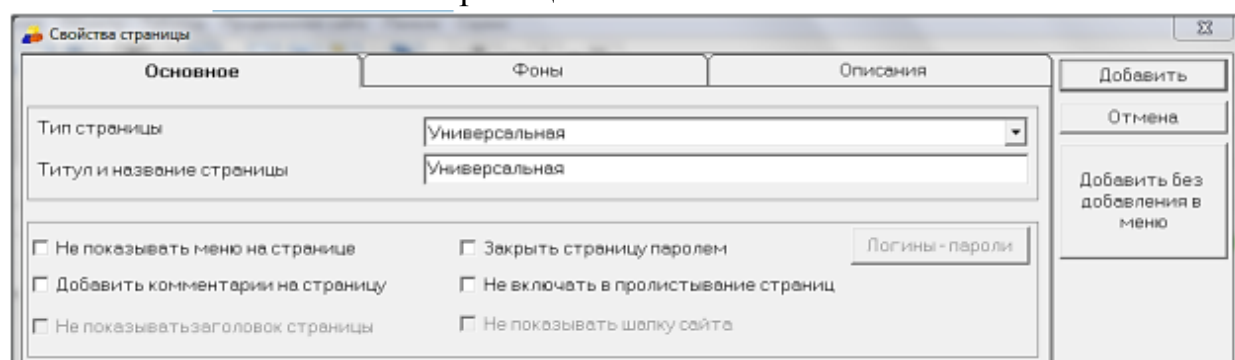 Свойства страницы
Основное
Фоны
Описания
Добавить
Тип страницы
Универсальная
Отмена
Титул и название страницы
Универсальная
Добавить без
добавления в
меню
Не показывать меню на странице
Закрыть страницу паролем
Логины-пароли
Добавить комментарии на страницу
Не включать в пролистывание страниц
Не показывать заголовок страницы
Не показывать шапку сайта